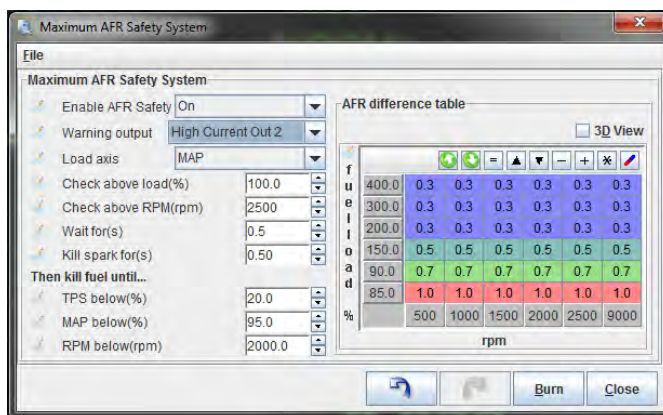 Maximum AFR Safety System
File
Maximum AFR Safety System
Enable AFR Safety On
Warning output High Current Out 2
Load axis MAP
Check above load(%) 100.0
Check above RPM(rpm) 2500
Wait for(s) 0.5
Kill spark for(s) 0.50
Then kill fuel until...
TPS below(%) 20.0
MAP below(%) 95.0
RPM below(rpm) 2000.0
AFR difference table
3D View
= - + *
fuelload
%
400.0 0.3 0.3 0.3 0.3 0.3 0.3
300.0 0.3 0.3 0.3 0.3 0.3 0.3
200.0 0.3 0.3 0.3 0.3 0.3 0.3
150.0 0.5 0.5 0.5 0.5 0.5 0.5
90.0 0.7 0.7 0.7 0.7 0.7 0.7
85.0 1.0 1.0 1.0 1.0 1.0 1.0
500 1000 1500 2000 2500 9000
rpm
Burn
Close